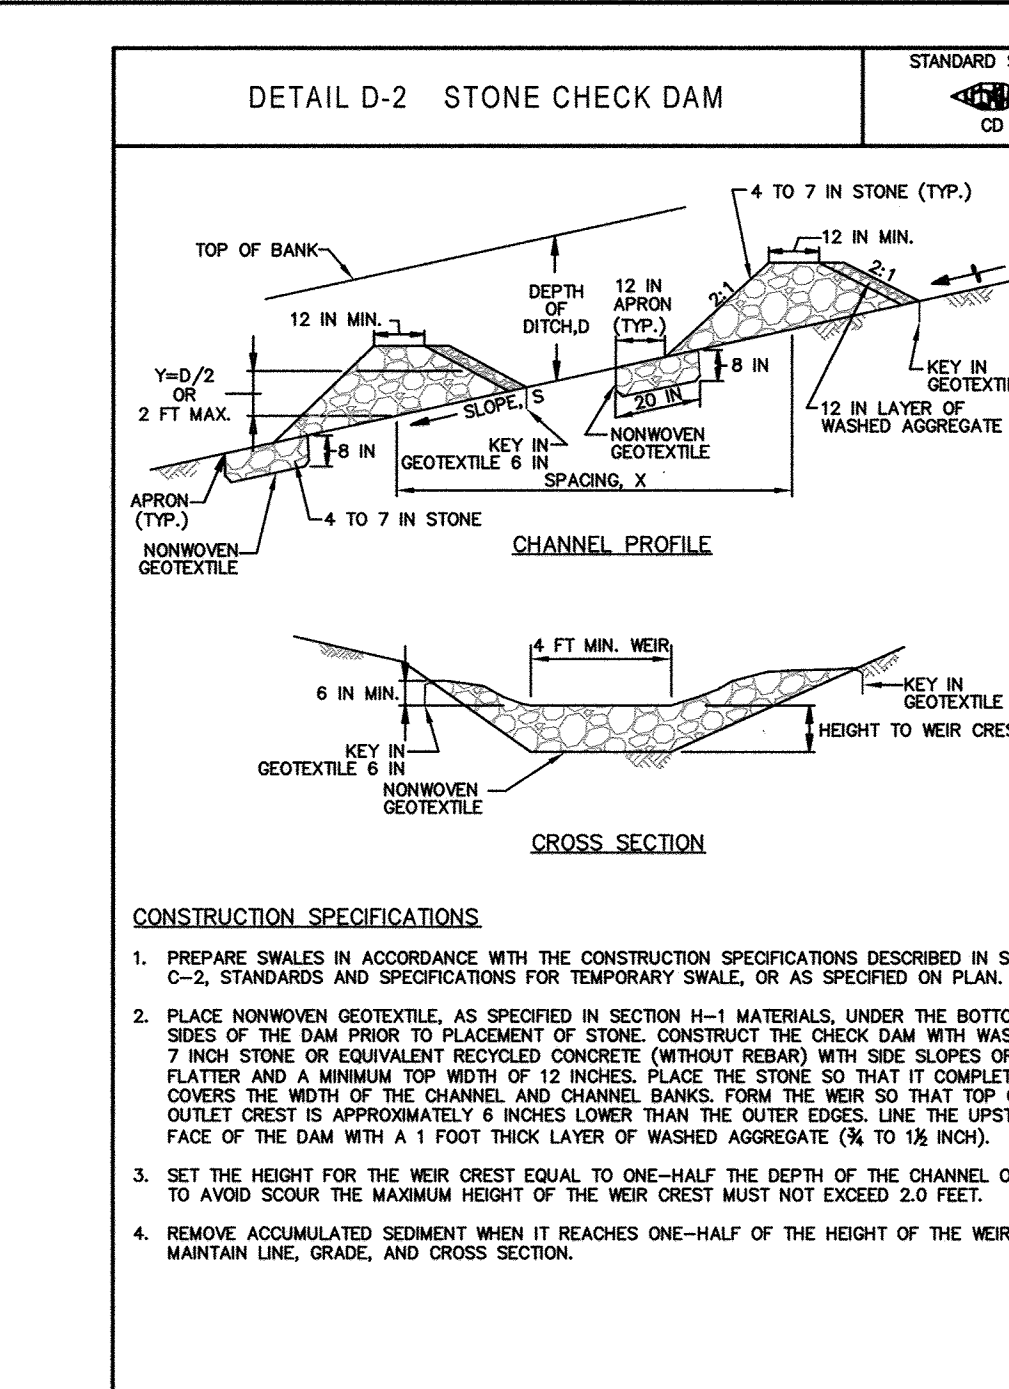 DETAIL D-2 STONE CHECK DAM
STANDARD
CD
4 TO 7 IN STONE (TYP.)
TOP OF BANK
12 IN MIN.
2:1
2:1
DEPTH
OF
DITCH,D
12 IN
APRON
(TYP.)
12 IN MIN.
Y=D/2
OR
2 FT MAX.
8 IN
KEY IN
20 IN
SLOPE, S
12 IN LAYER OF
WASHED AGGREGATE
NONWOVEN
GEOTEXTILE
KEY IN
GEOTEXTILE 6 IN
8 IN
SPACING, X
APRON
(TYP.)
4 TO 7 IN STONE
NONWOVEN
GEOTEXTILE
CHANNEL PROFILE
4 FT MIN. WEIR
6 IN MIN.
KEY IN
GEOTEXTILE
HEIGHT TO WEIR
KEY IN
GEOTEXTILE 6 IN
NONWOVEN
GEOTEXTILE
CROSS SECTION
CONSTRUCTION SPECIFICATIONS
1. PREPARE SWALES IN ACCORDANCE WITH THE CONSTRUCTION SPECIFICATIONS DESCRIBED IN
C-2, STANDARDS AND SPECIFICATIONS FOR TEMPORARY SWALE, OR AS SPECIFIED ON PLAN.
2. PLACE NONWOVEN GEOTEXTILE, AS SPECIFIED IN SECTION H-1 MATERIALS, UNDER THE
SIDES OF THE DAM PRIOR TO PLACEMENT OF STONE. CONSTRUCT THE CHECK DAM WITH
7 INCH STONE OR EQUIVALENT RECYCLED CONCRETE (WITHOUT REBAR) WITH SIDE SLOPES
FLATTER AND A MINIMUM TOP WIDTH OF 12 INCHES. PLACE THE STONE SO THAT IT
COVERS THE WIDTH OF THE CHANNEL AND CHANNEL BANKS. FORM THE WEIR SO THAT TOP
OUTLET CREST IS APPROXIMATELY 6 INCHES LOWER THAN THE OUTER EDGES. LINE THE
FACE OF THE DAM WITH A 1 FOOT THICK LAYER OF WASHED AGGREGATE (¾ TO 1½ INCH).
3. SET THE HEIGHT FOR THE WEIR CREST EQUAL TO ONE-HALF THE DEPTH OF THE CHANNEL
TO AVOID SCOUR THE MAXIMUM HEIGHT OF THE WEIR CREST MUST NOT EXCEED 2.0 FEET.
4. REMOVE ACCUMULATED SEDIMENT WHEN IT REACHES ONE-HALF OF THE HEIGHT OF THE WEIR
MAINTAIN LINE, GRADE, AND CROSS SECTION.